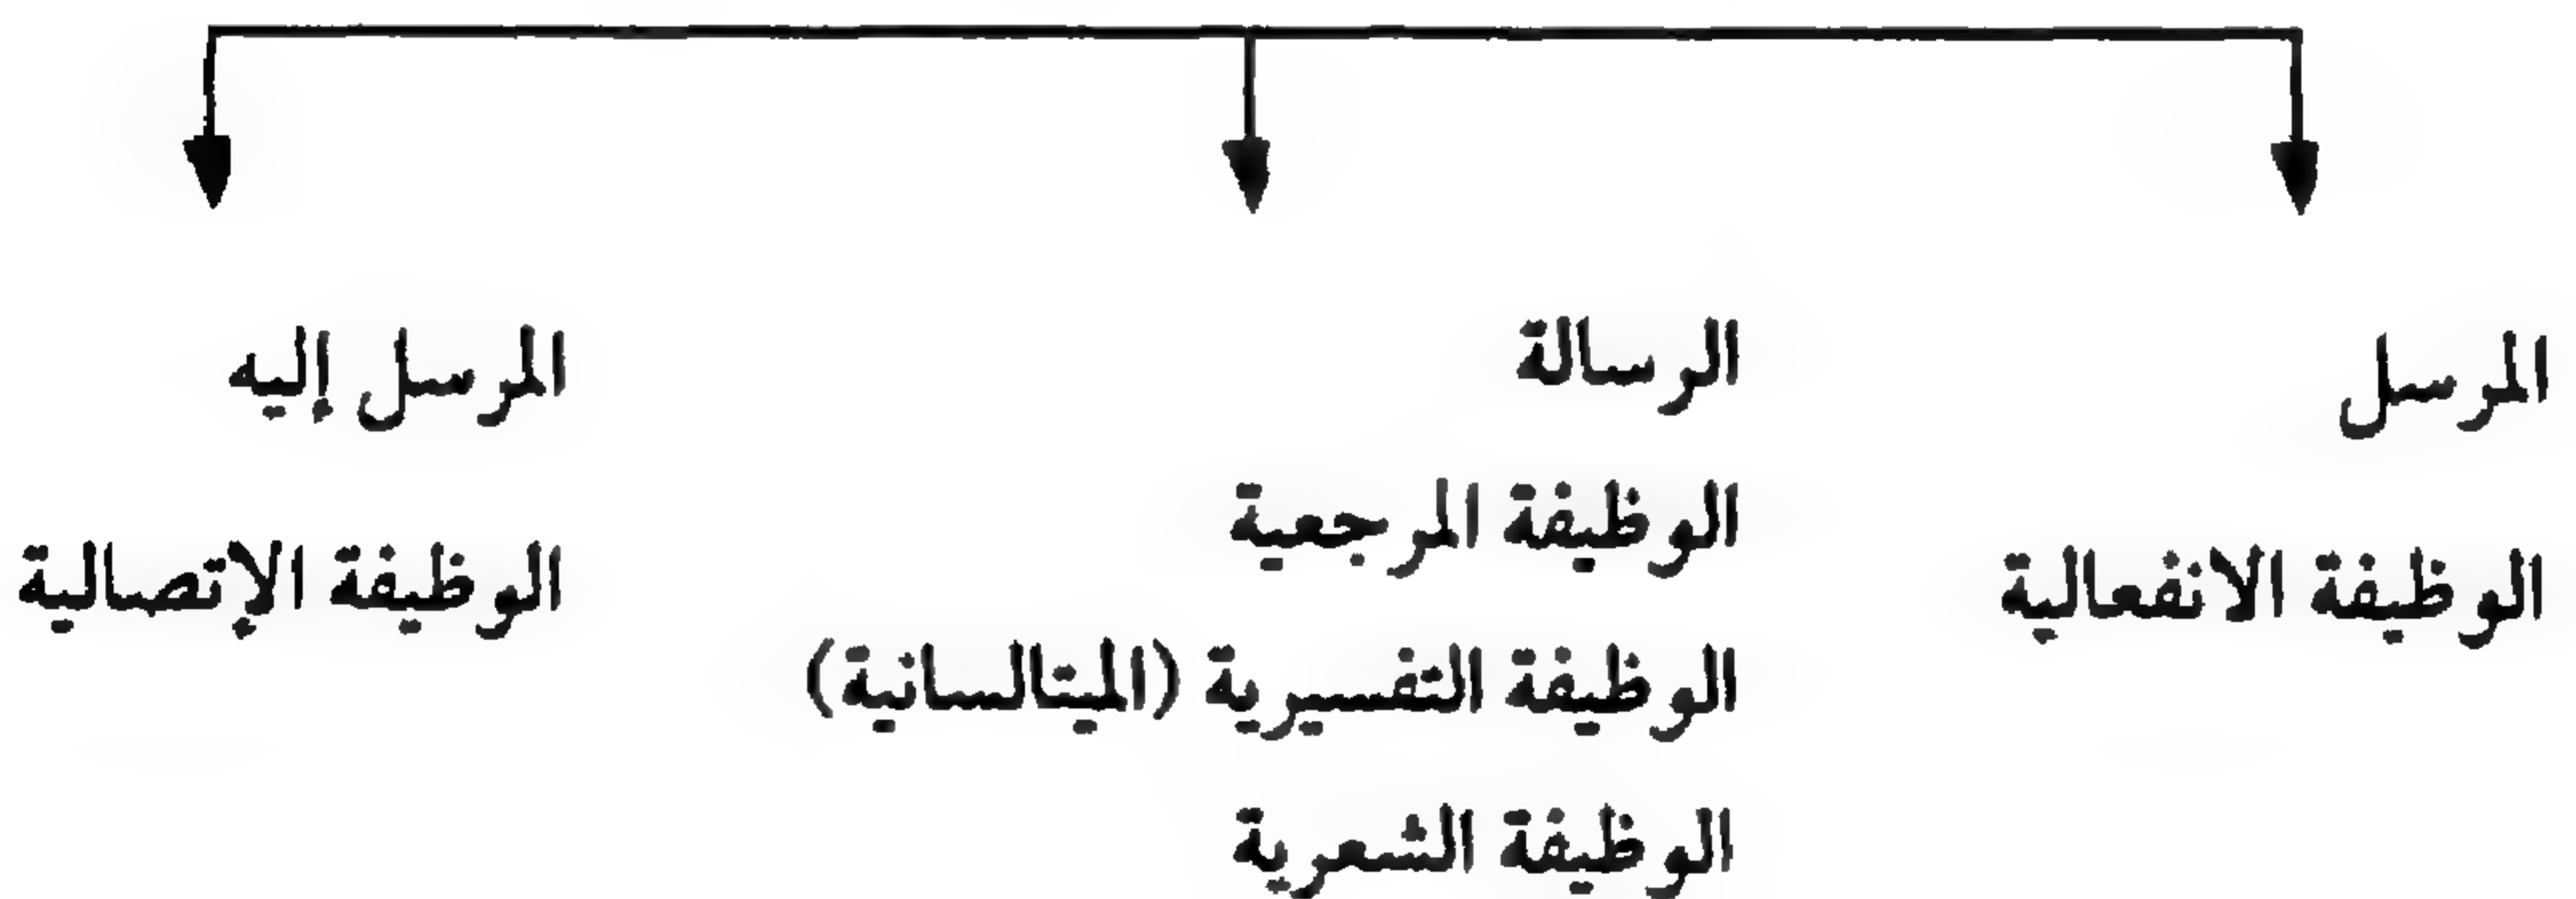 المرسل
الوظيفة الانفعالية
الرسالة
الوظيفة المرجعية
الوظيفة التفسيرية (الميتالسانية)
الوظيفة الشعرية
المرسل إليه
الوظيفة الإتصالية